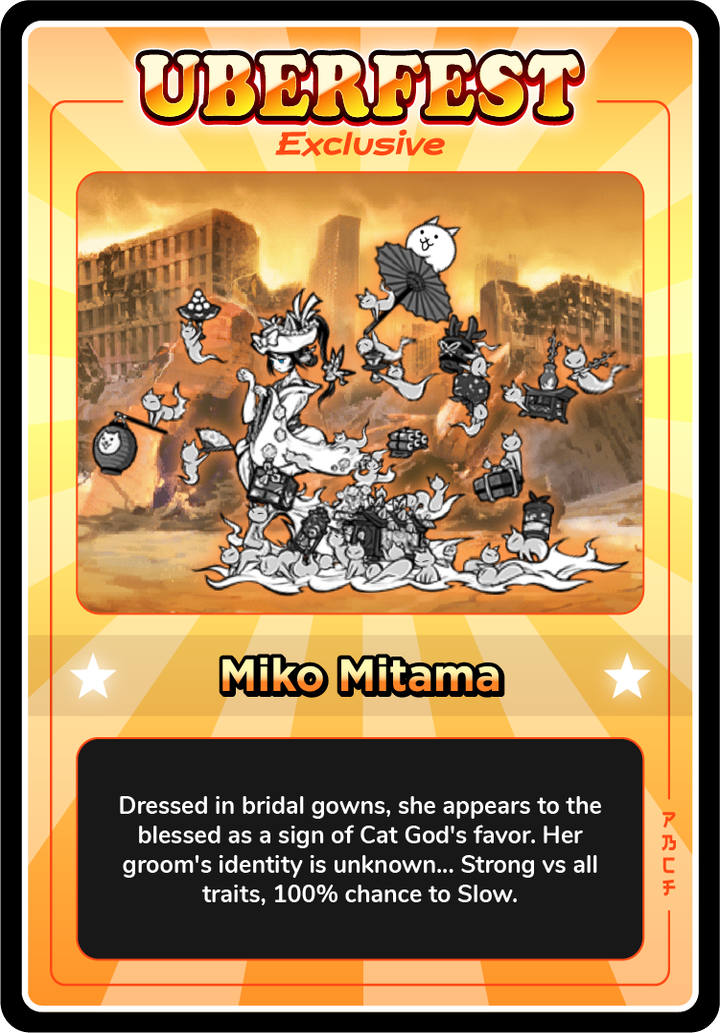 UBERFEST
Exclusive
Miko Mitama
Dressed in bridal gowns, she appears to the
blessed as a sign of Cat God's favor. Her
groom's identity is unknown... Strong vs all
traits, 100% chance to Slow.